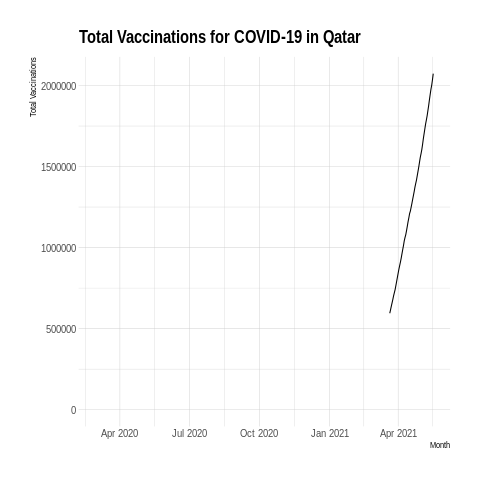 Total Vaccinations for COVID-19 in Qatar
Total Vaccinations
2000000
1500000
1000000
500000
0
Apr 2020
Jul 2020
Oct 2020
Jan 2021
Apr 2021
Month